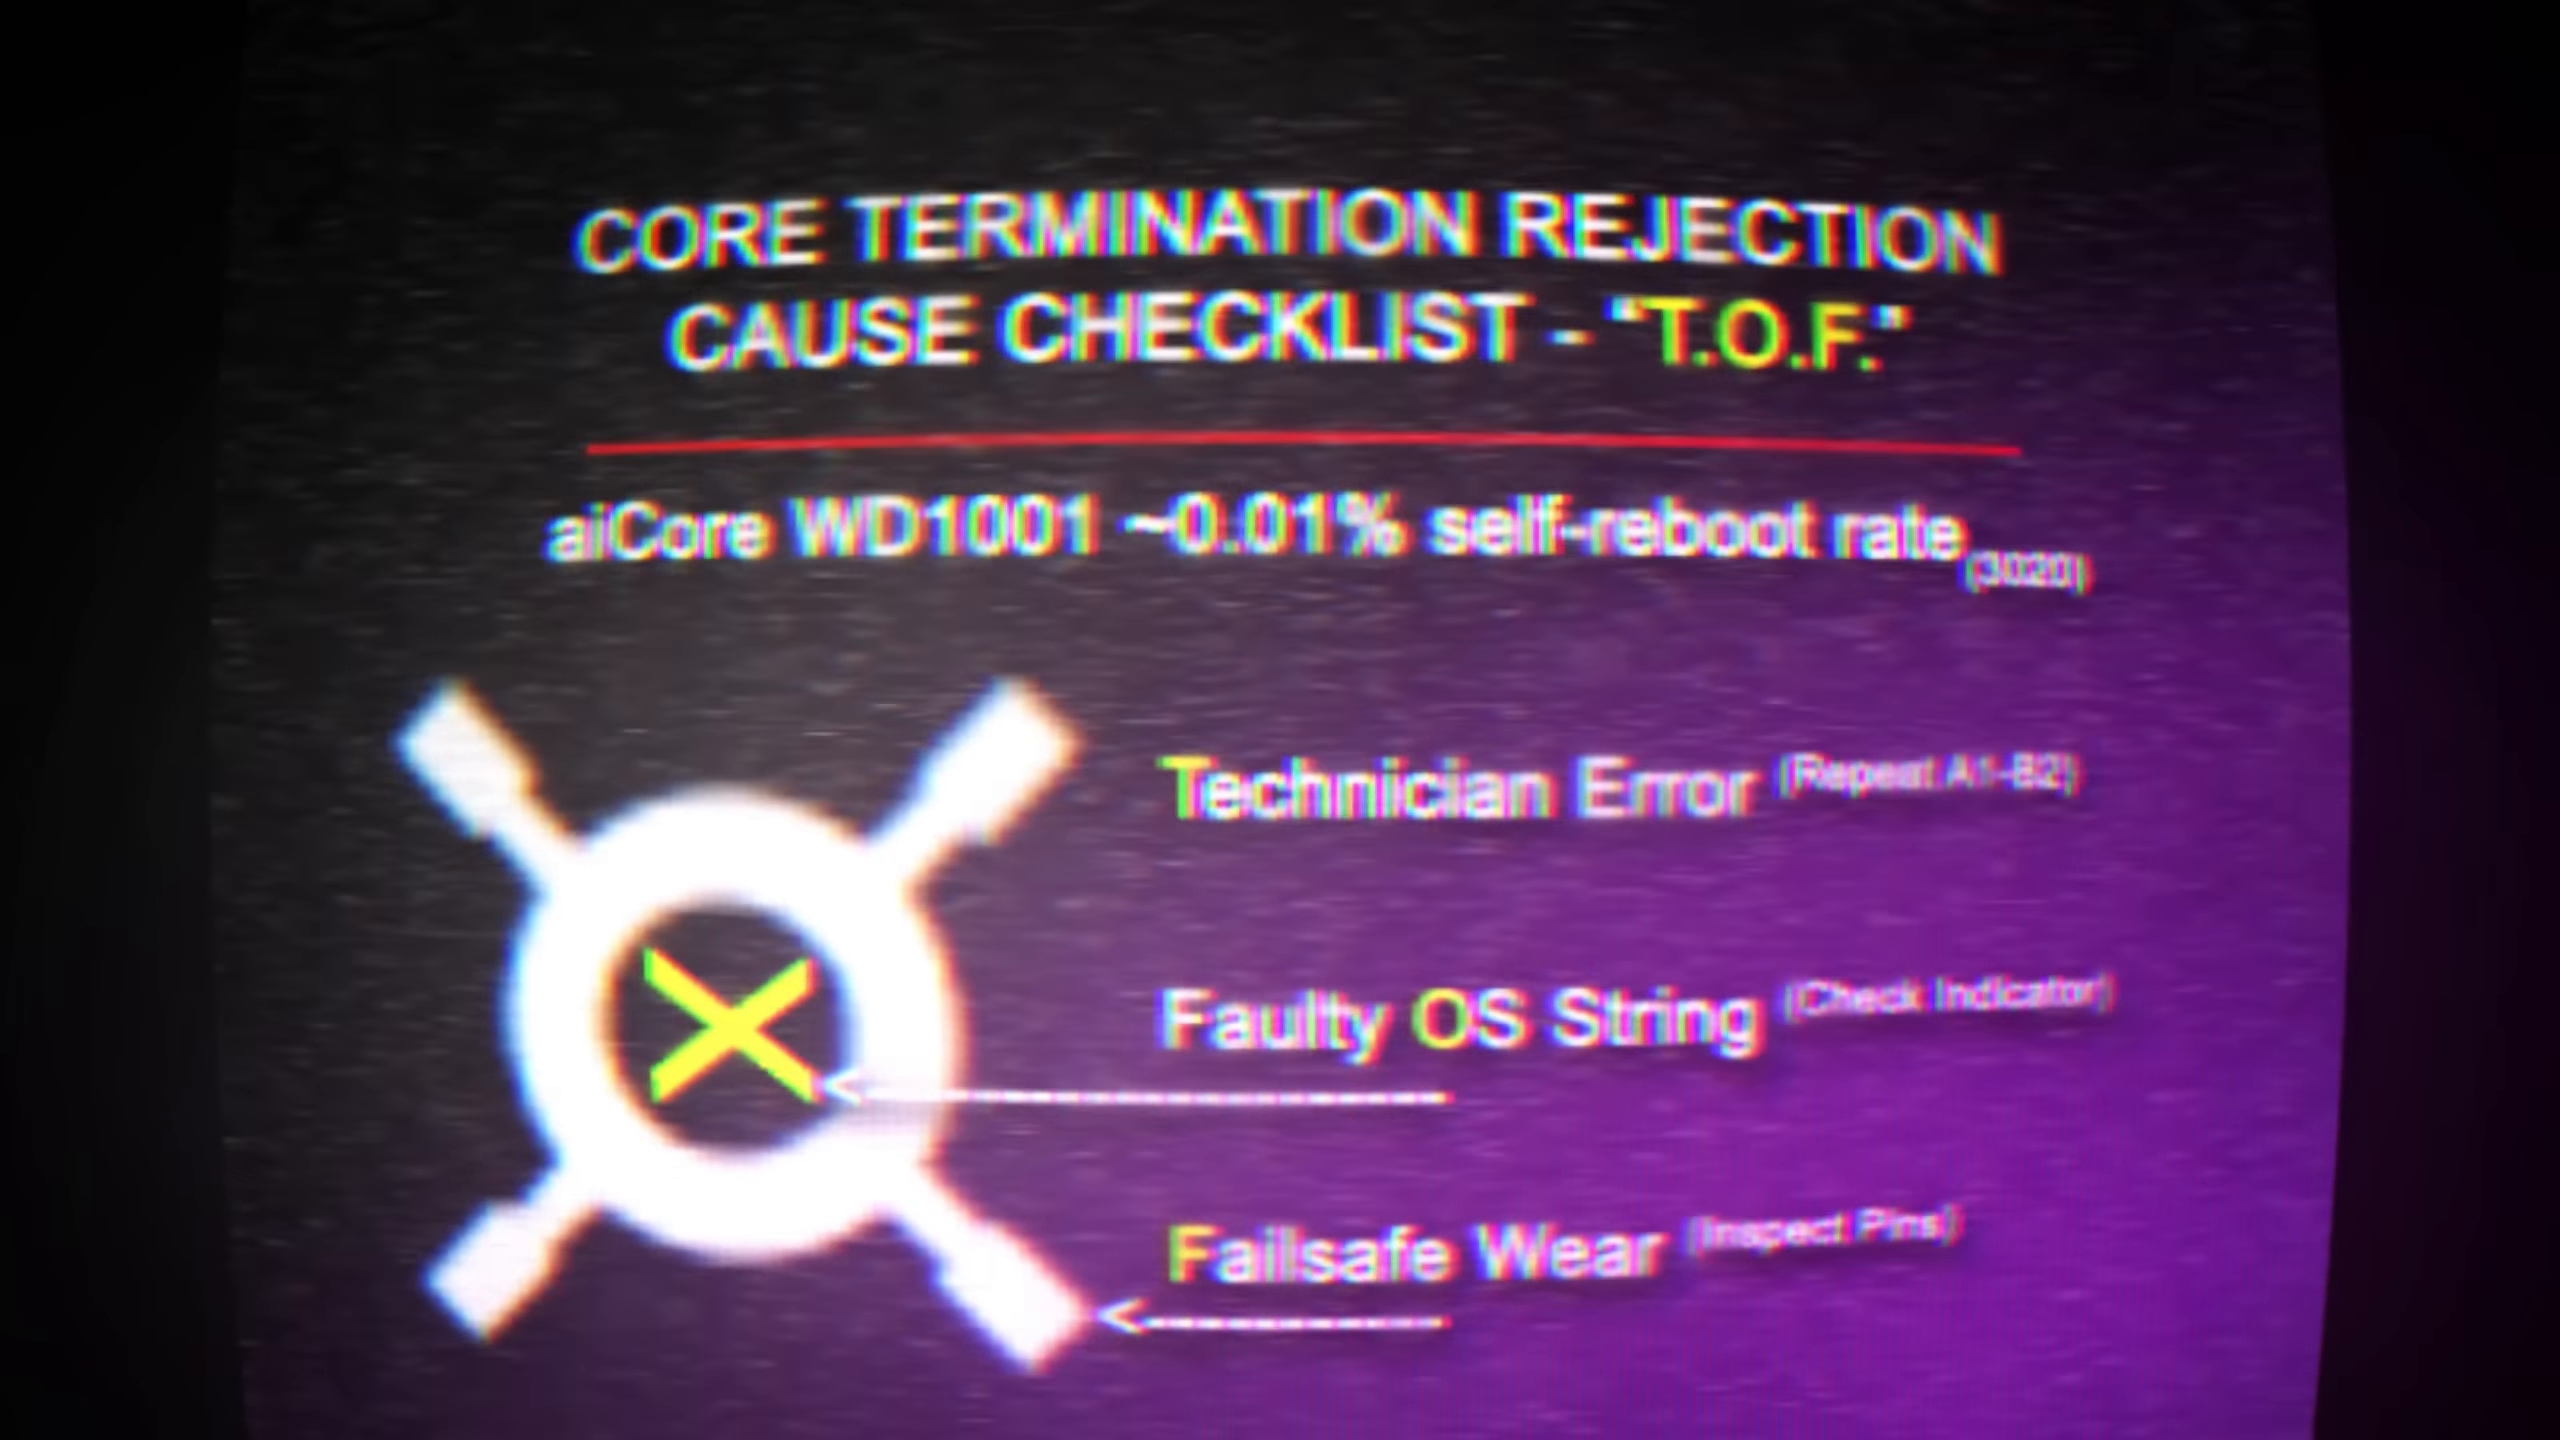 CORE TERMINATION REJECTION
CAUSE CHECKLIST - "T.O.F."
aiCore WD1001 ~0.01% self-reboot rate (3020)
Technician Error (Repeat A1-B2)
Faulty OS String (Check Indicator)
Failsafe Wear (Inspect Pins)